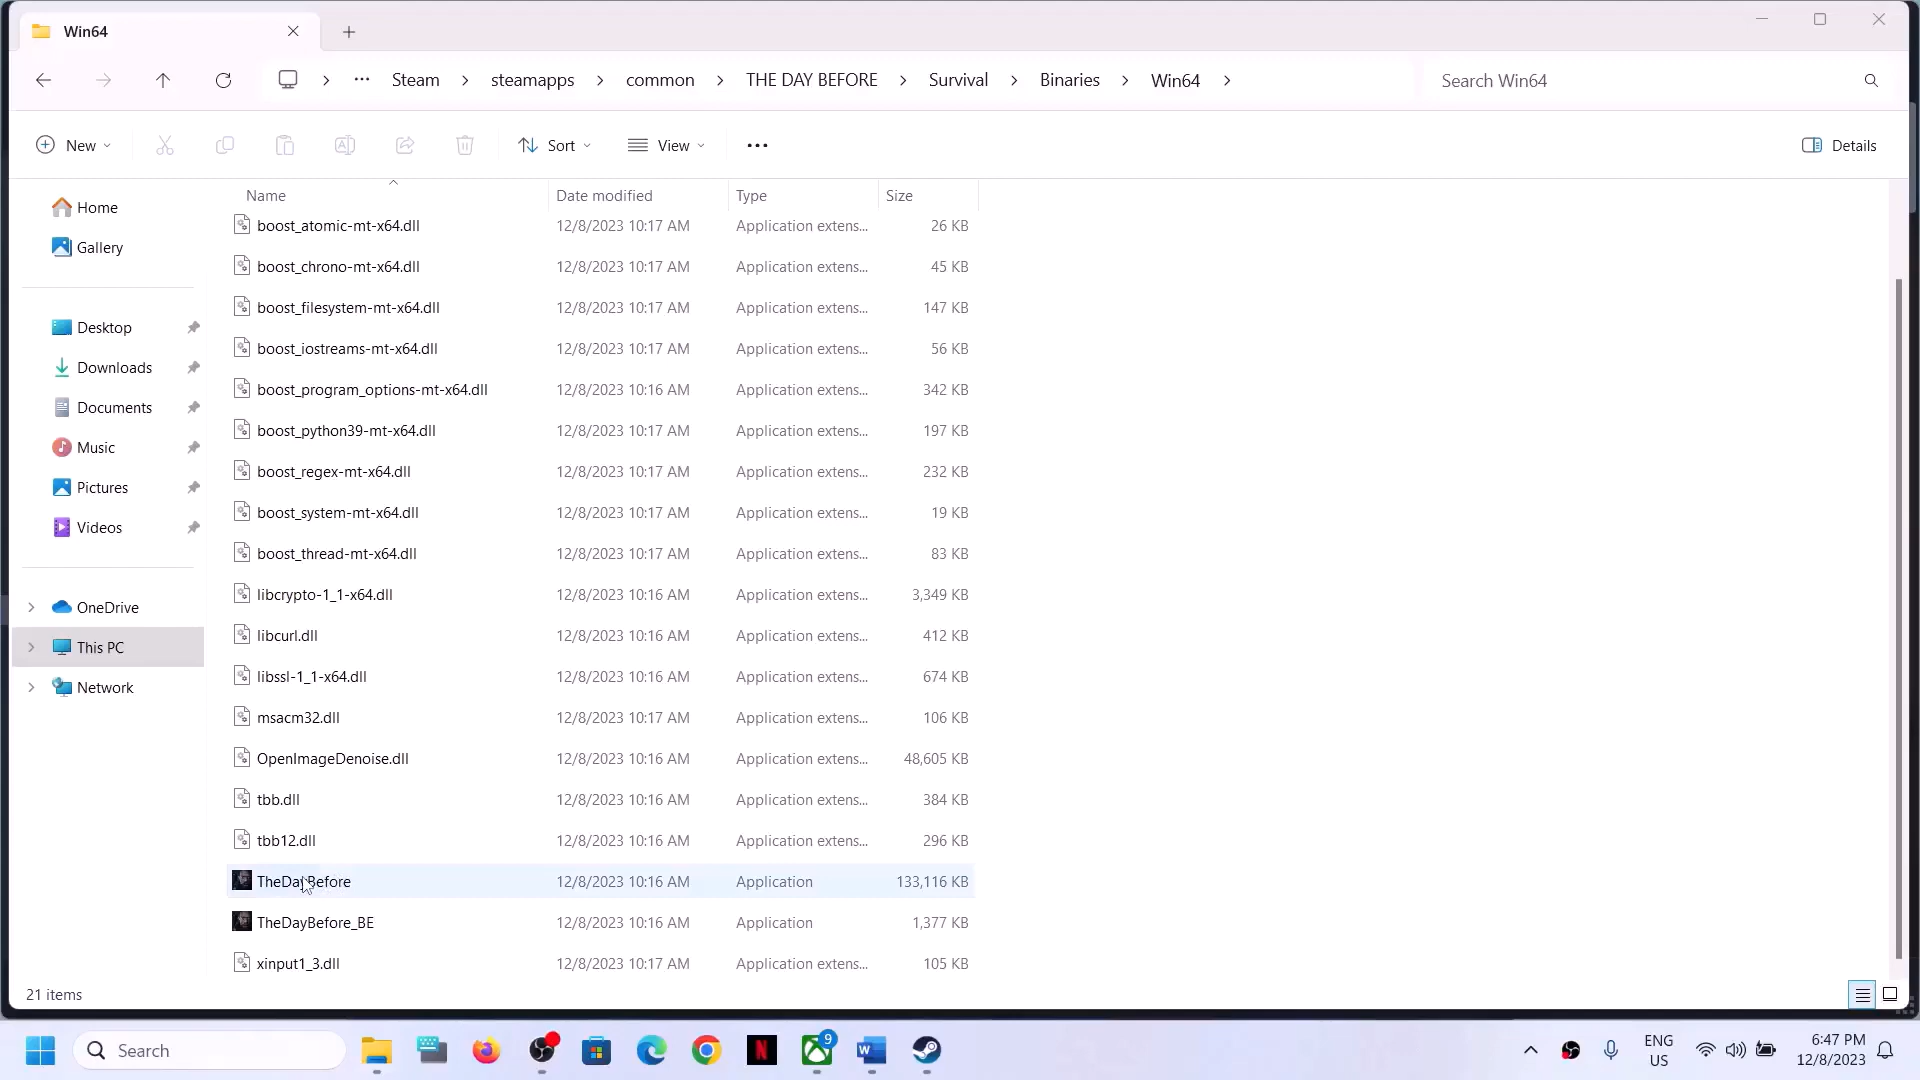 Win64
Steam > steamapps > common > THE DAY BEFORE > Survival > Binaries > Win64 >
Search Win64
New
Sort
View
Details
Name Date modified Type Size
boost_atomic-mt-x64.dll 12/8/2023 10:17 AM Application extens... 26 KB
boost_chrono-mt-x64.dll 12/8/2023 10:17 AM Application extens... 45 KB
boost_filesystem-mt-x64.dll 12/8/2023 10:17 AM Application extens... 147 KB
boost_iostreams-mt-x64.dll 12/8/2023 10:17 AM Application extens... 56 KB
boost_program_options-mt-x64.dll 12/8/2023 10:16 AM Application extens... 342 KB
boost_python39-mt-x64.dll 12/8/2023 10:17 AM Application extens... 197 KB
boost_regex-mt-x64.dll 12/8/2023 10:17 AM Application extens... 232 KB
boost_system-mt-x64.dll 12/8/2023 10:17 AM Application extens... 19 KB
boost_thread-mt-x64.dll 12/8/2023 10:17 AM Application extens... 83 KB
libcrypto-1_1-x64.dll 12/8/2023 10:16 AM Application extens... 3,349 KB
libcurl.dll 12/8/2023 10:16 AM Application extens... 412 KB
libssl-1_1-x64.dll 12/8/2023 10:16 AM Application extens... 674 KB
msacm32.dll 12/8/2023 10:17 AM Application extens... 106 KB
OpenImageDenoise.dll 12/8/2023 10:16 AM Application extens... 48,605 KB
tbb.dll 12/8/2023 10:16 AM Application extens... 384 KB
tbb12.dll 12/8/2023 10:16 AM Application extens... 296 KB
TheDayBefore 12/8/2023 10:16 AM Application 133,116 KB
TheDayBefore_BE 12/8/2023 10:16 AM Application 1,377 KB
xinput1_3.dll 12/8/2023 10:17 AM Application extens... 105 KB
Home
Gallery
Desktop
Downloads
Documents
Music
Pictures
Videos
OneDrive
This PC
Network
21 items
Search
9
ENG
US
6:47 PM
12/8/2023